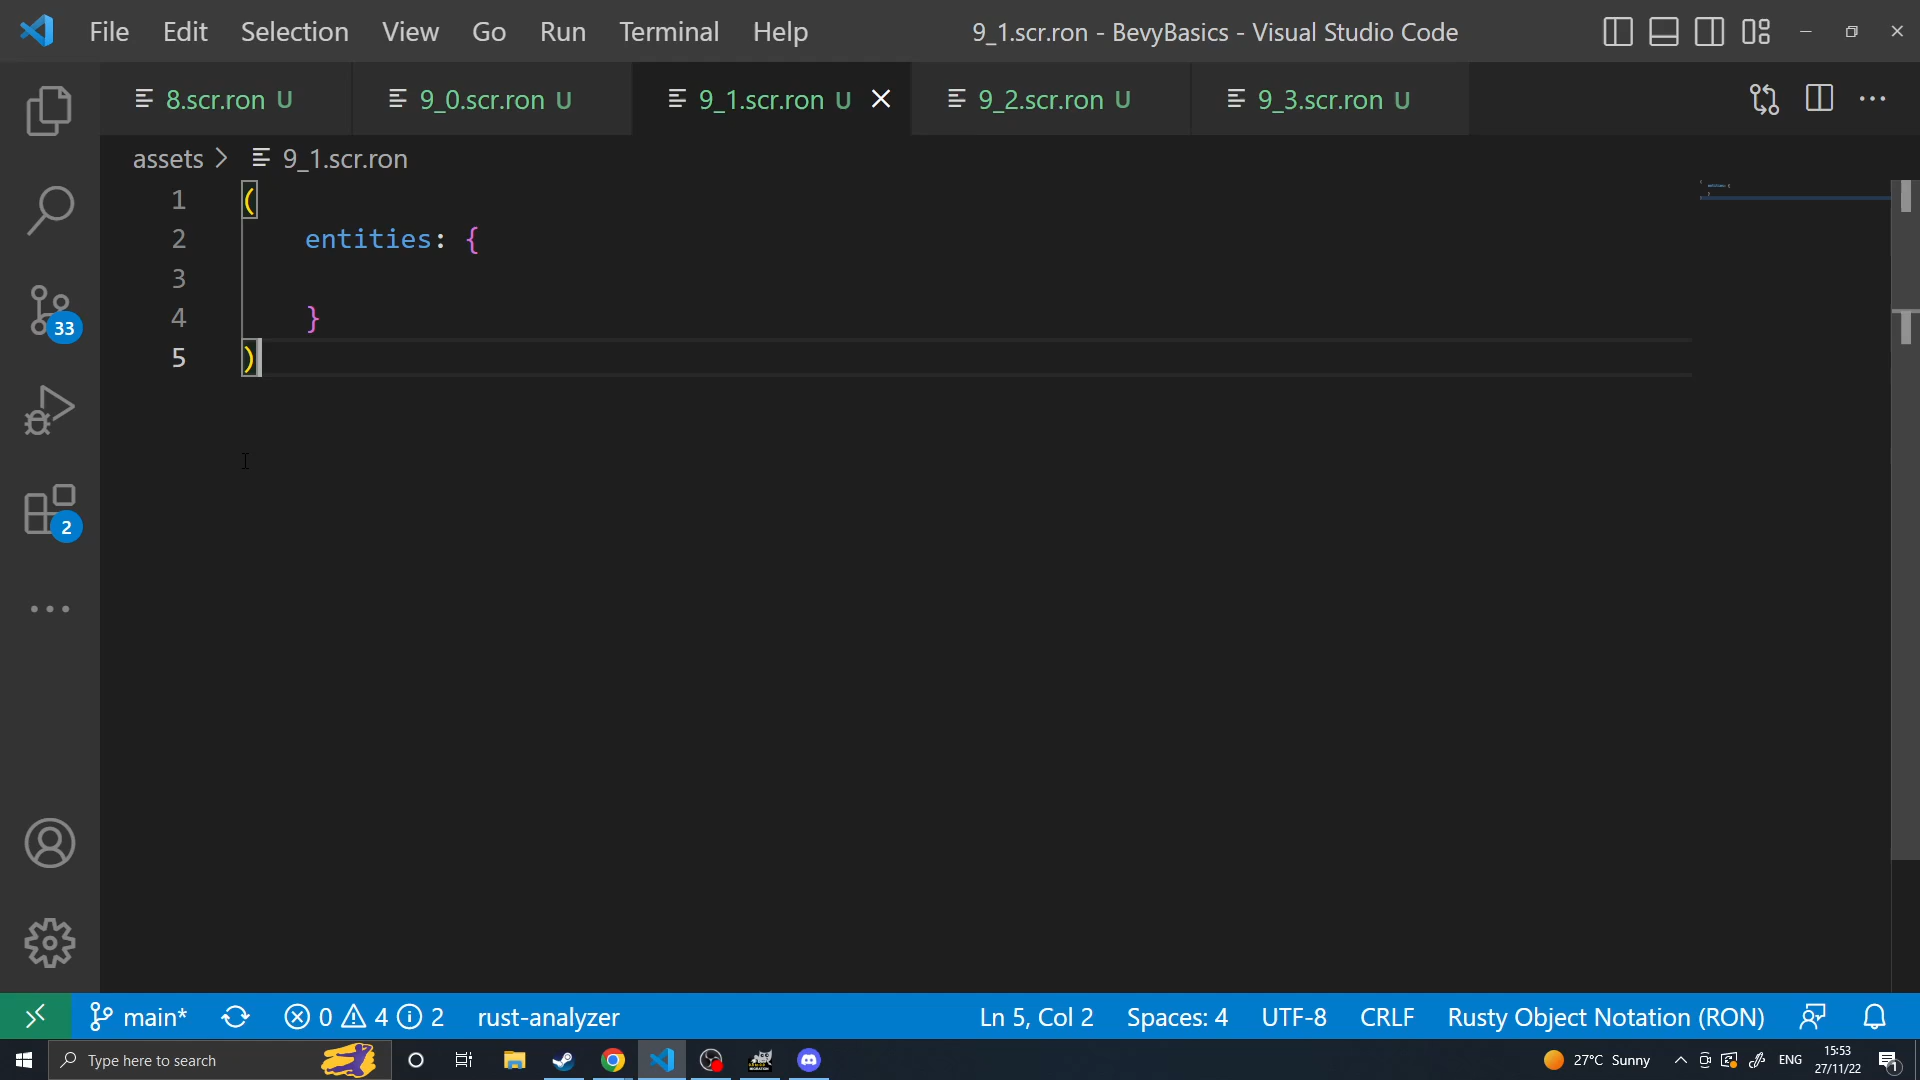 File Edit Selection View Go Run Terminal Help 9_1.scr.ron - BevyBasics - Visual Studio Code
8.scr.ron U 9_0.scr.ron U 9_1.scr.ron U 9_2.scr.ron U 9_3.scr.ron U
assets > 9_1.scr.ron
1 (
2 entities: {
3
4 }
5 )
33
2
main* 0 4 2 rust-analyzer Ln 5, Col 2 Spaces: 4 UTF-8 CRLF Rusty Object Notation (RON)
Type here to search 27°C Sunny ENG 15:53
27/11/22 1